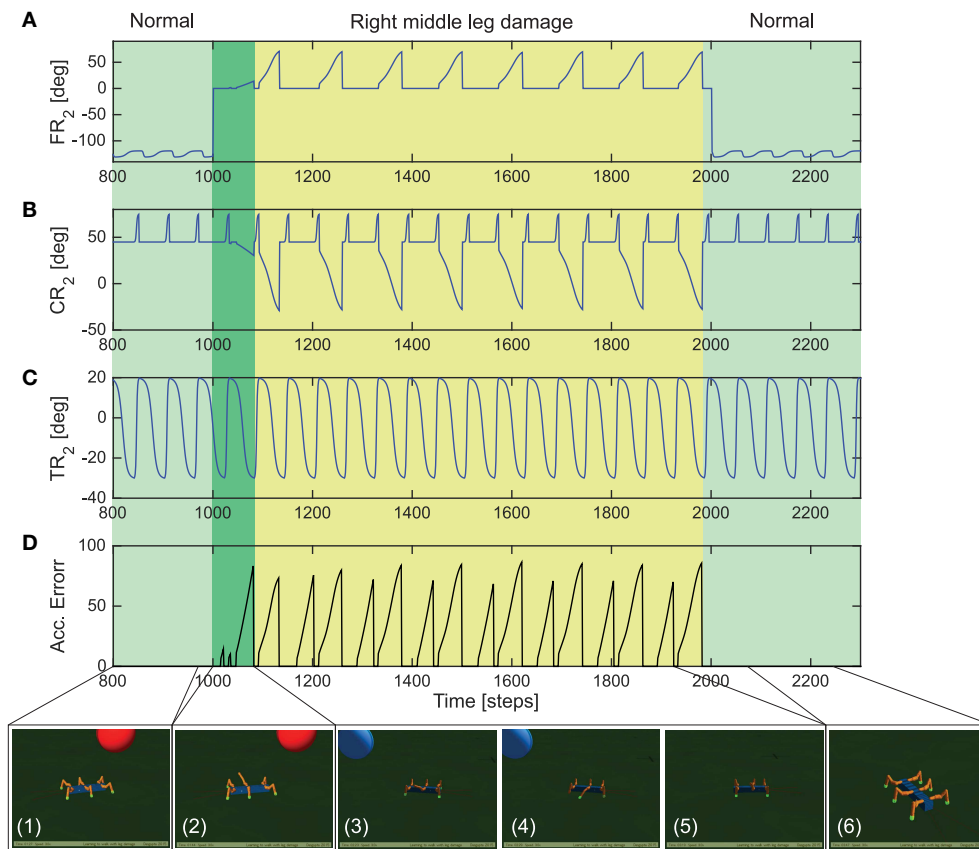 A
Normal
Right middle leg damage
Normal
FR2 [deg]
50
0
-50
-100
800 1000 1200 1400 1600 1800 2000 2200
B
CR2 [deg]
50
0
-50
800 1000 1200 1400 1600 1800 2000 2200
C
TR2 [deg]
20
0
-20
-40
800 1000 1200 1400 1600 1800 2000 2200
D
Acc. Errorr
100
50
0
800 1000 1200 1400 1600 1800 2000 2200
Time [steps]
(1) (2) (3) (4) (5) (6)